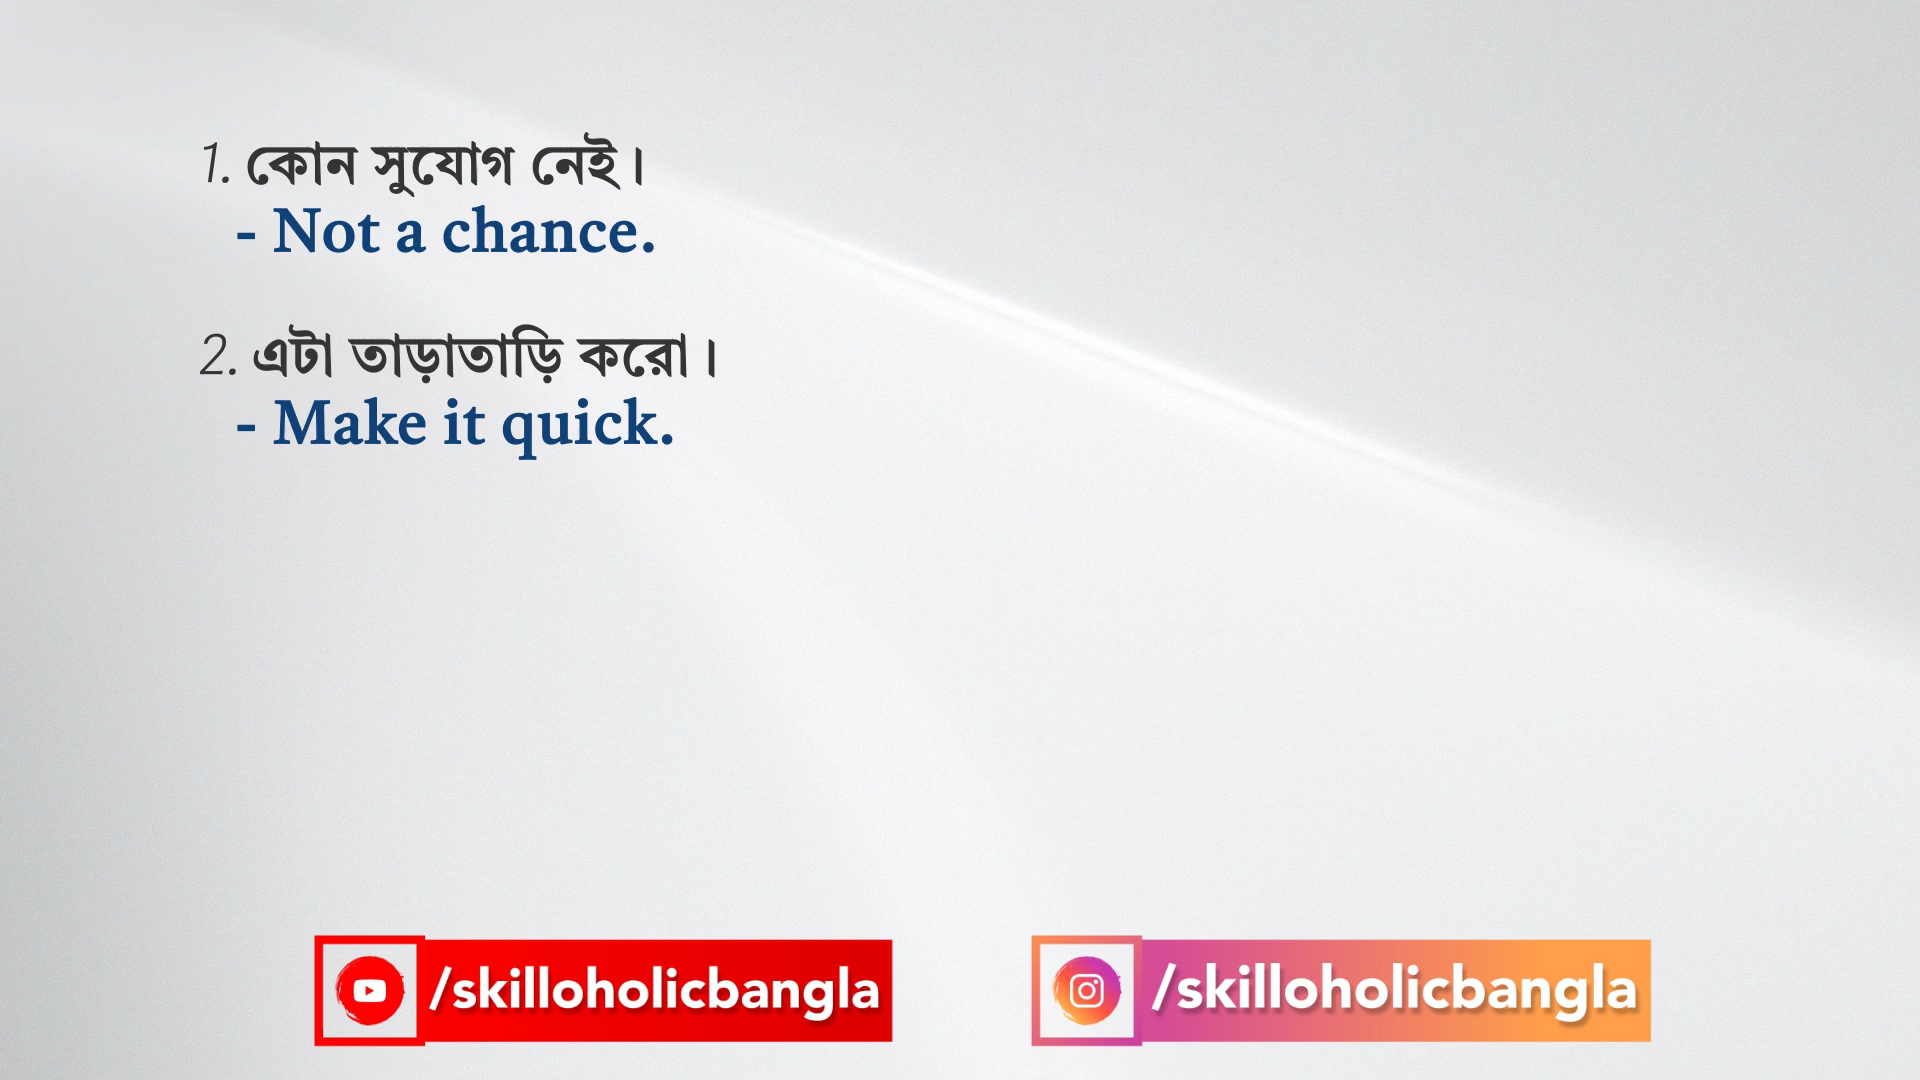 1. কোন সুযোগ নেই।
- Not a chance.
2. এটা তাড়াতাড়ি করো।
- Make it quick.
/skilloholicbangla
/skilloholicbangla